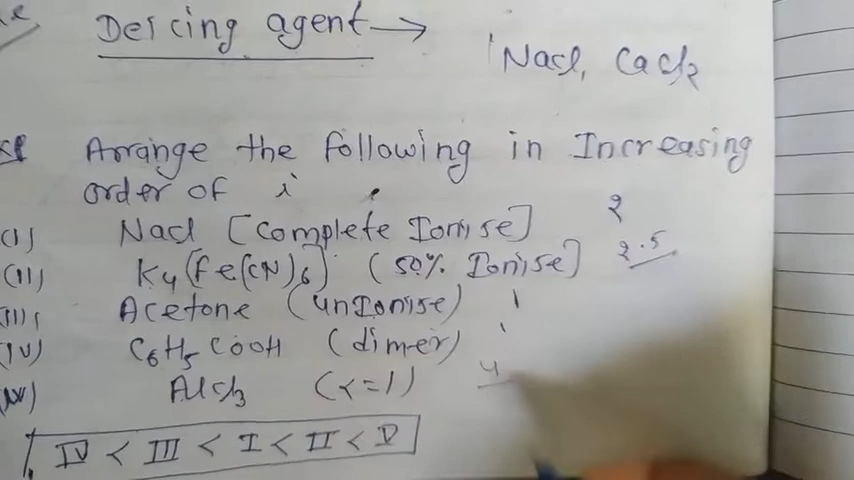 Deicing agent →
Nacl, Cacl2
Arrange the following in Increasing
order of i
(I) Nacl [complete Ionise] 2
(II) K4[Fe(CN)6] (50% Ionise] 2.5
(III) Acetone (unIonise) 1
(IV) C6H5COOH (dimer)
Alcl3 (α=1) 4
IV < III < I < II < V